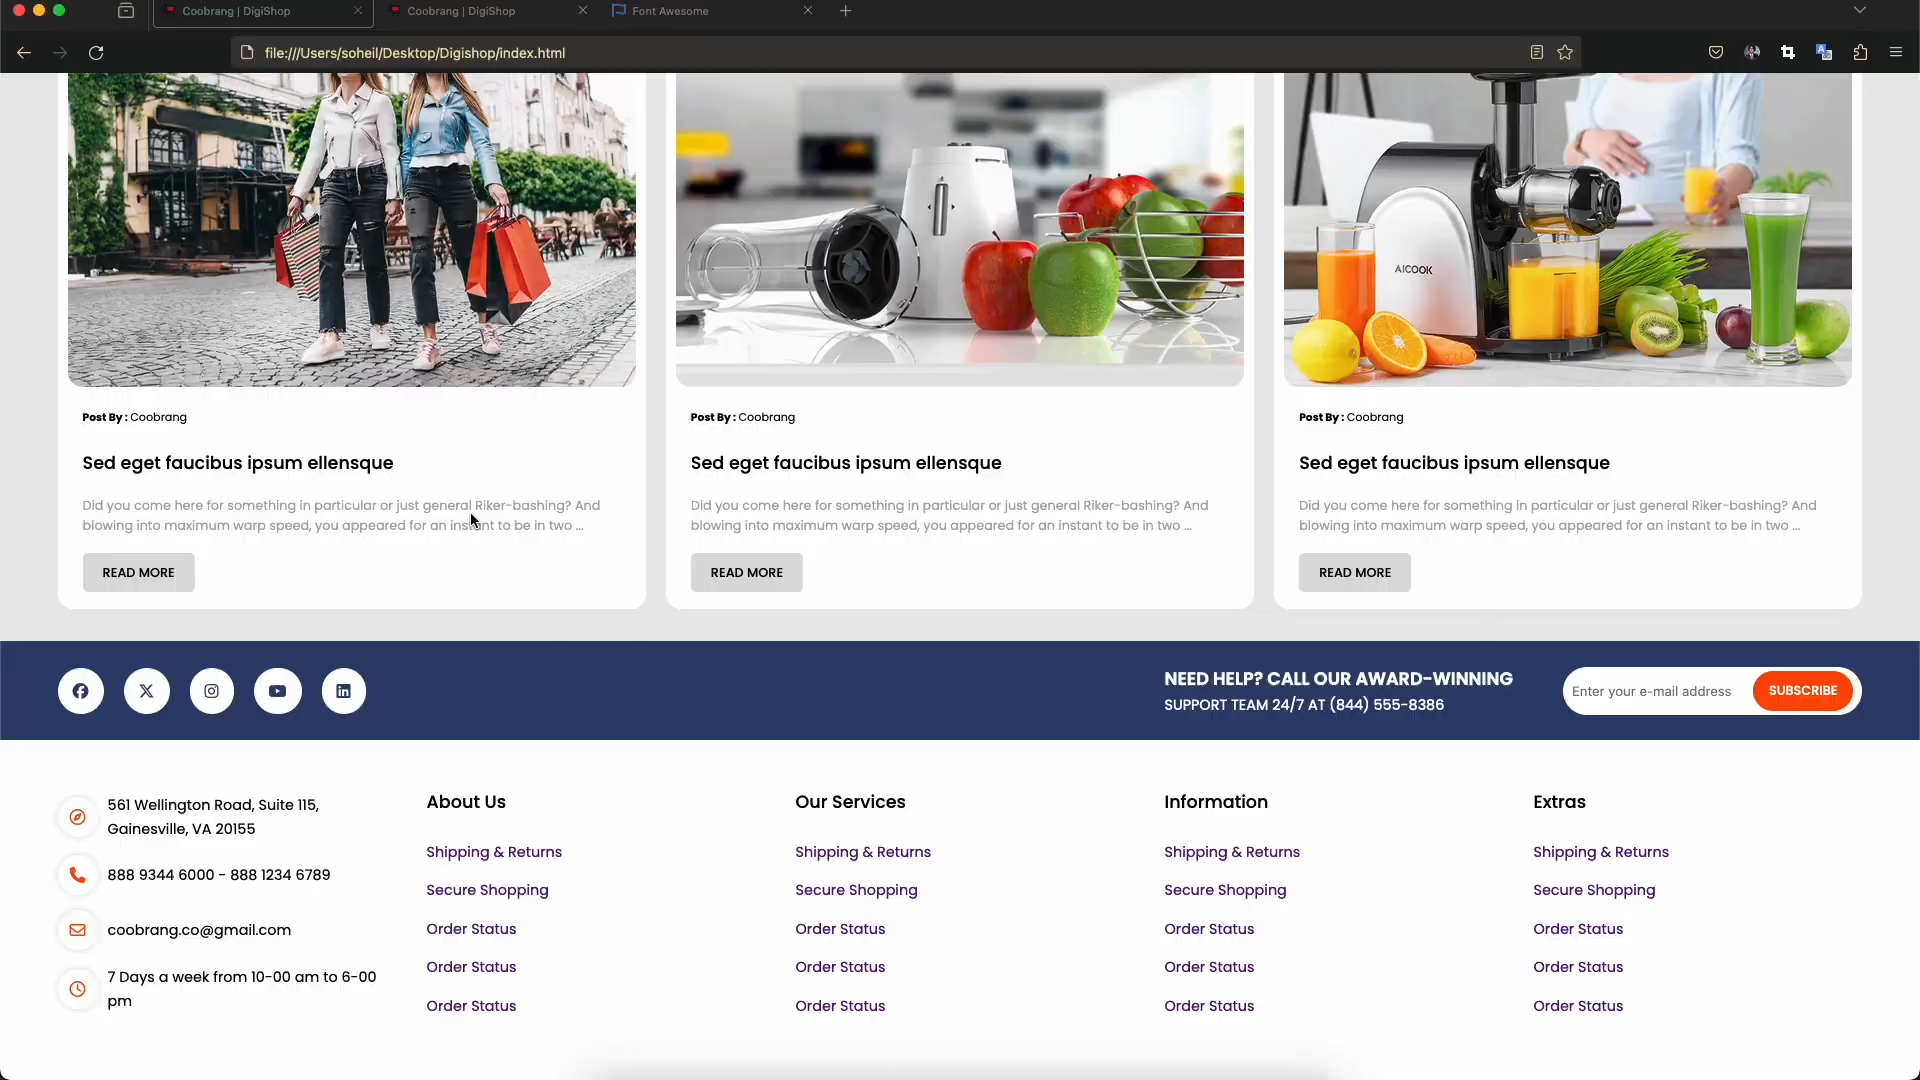 Coobrang | DigiShop
Coobrang | DigiShop
Font Awesome
file:///Users/soheil/Desktop/Digishop/index.html
AICOOK
Post By : Coobrang
Sed eget faucibus ipsum ellensque
Did you come here for something in particular or just general Riker-bashing? And
blowing into maximum warp speed, you appeared for an instant to be in two ...
READ MORE
Post By : Coobrang
Sed eget faucibus ipsum ellensque
Did you come here for something in particular or just general Riker-bashing? And
blowing into maximum warp speed, you appeared for an instant to be in two ...
READ MORE
Post By : Coobrang
Sed eget faucibus ipsum ellensque
Did you come here for something in particular or just general Riker-bashing? And
blowing into maximum warp speed, you appeared for an instant to be in two ...
READ MORE
NEED HELP? CALL OUR AWARD-WINNING
SUPPORT TEAM 24/7 AT (844) 555-8386
Enter your e-mail address
SUBSCRIBE
561 Wellington Road, Suite 115,
Gainesville, VA 20155
888 9344 6000 - 888 1234 6789
coobrang.co@gmail.com
7 Days a week from 10-00 am to 6-00
pm
About Us
Shipping & Returns
Secure Shopping
Order Status
Order Status
Order Status
Our Services
Shipping & Returns
Secure Shopping
Order Status
Order Status
Order Status
Information
Shipping & Returns
Secure Shopping
Order Status
Order Status
Order Status
Extras
Shipping & Returns
Secure Shopping
Order Status
Order Status
Order Status